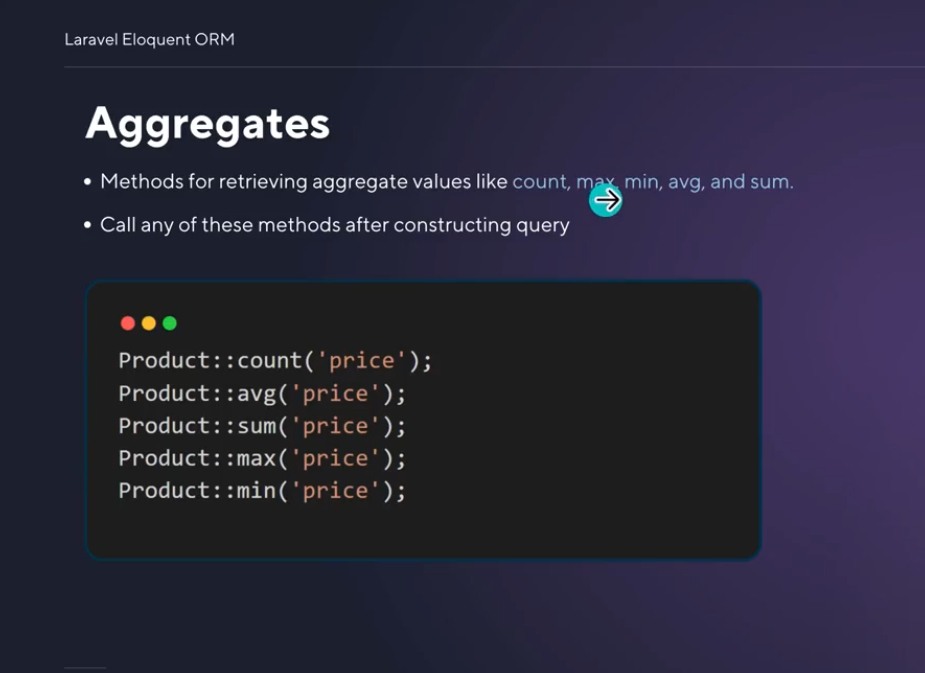 Laravel Eloquent ORM
Aggregates
• Methods for retrieving aggregate values like count, max, min, avg, and sum.
• Call any of these methods after constructing query
Product::count('price');
Product::avg('price');
Product::sum('price');
Product::max('price');
Product::min('price');